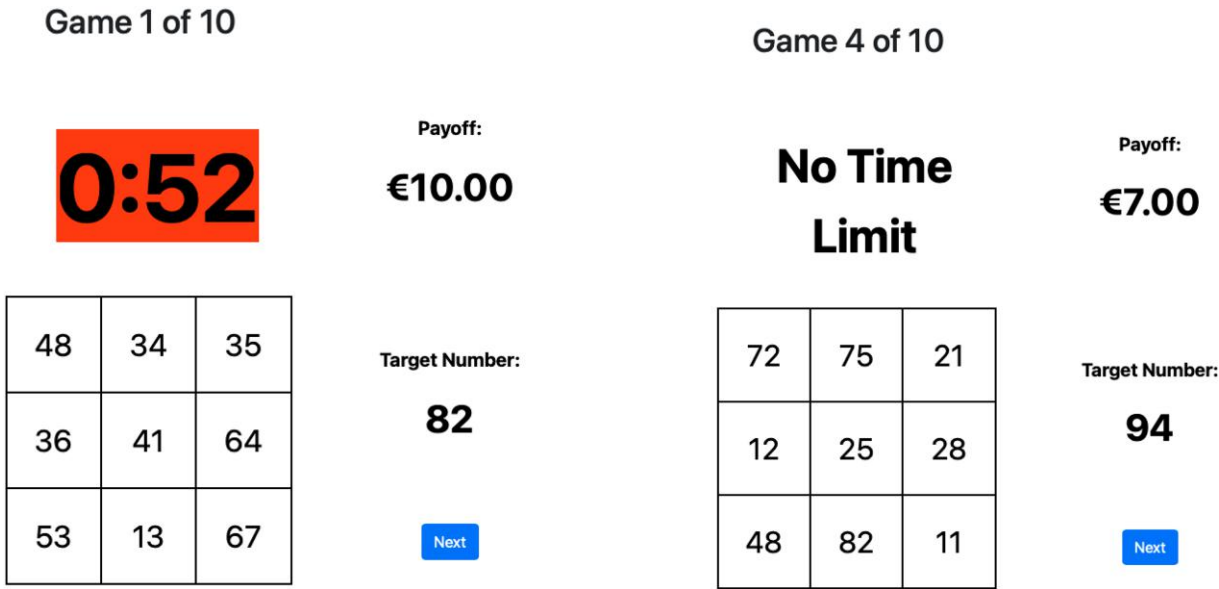 Game 1 of 10
0:52
Payoff:
€10.00
48 34 35
36 41 64
53 13 67
Target Number:
82
Next
Game 4 of 10
No Time
Limit
Payoff:
€7.00
72 75 21
12 25 28
48 82 11
Target Number:
94
Next